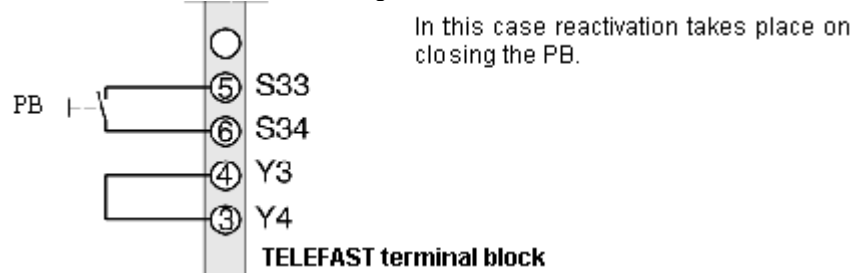 In this case reactivation takes place on
closing the PB.
5 S33
PB
6 S34
4 Y3
3 Y4
TELEFAST terminal block